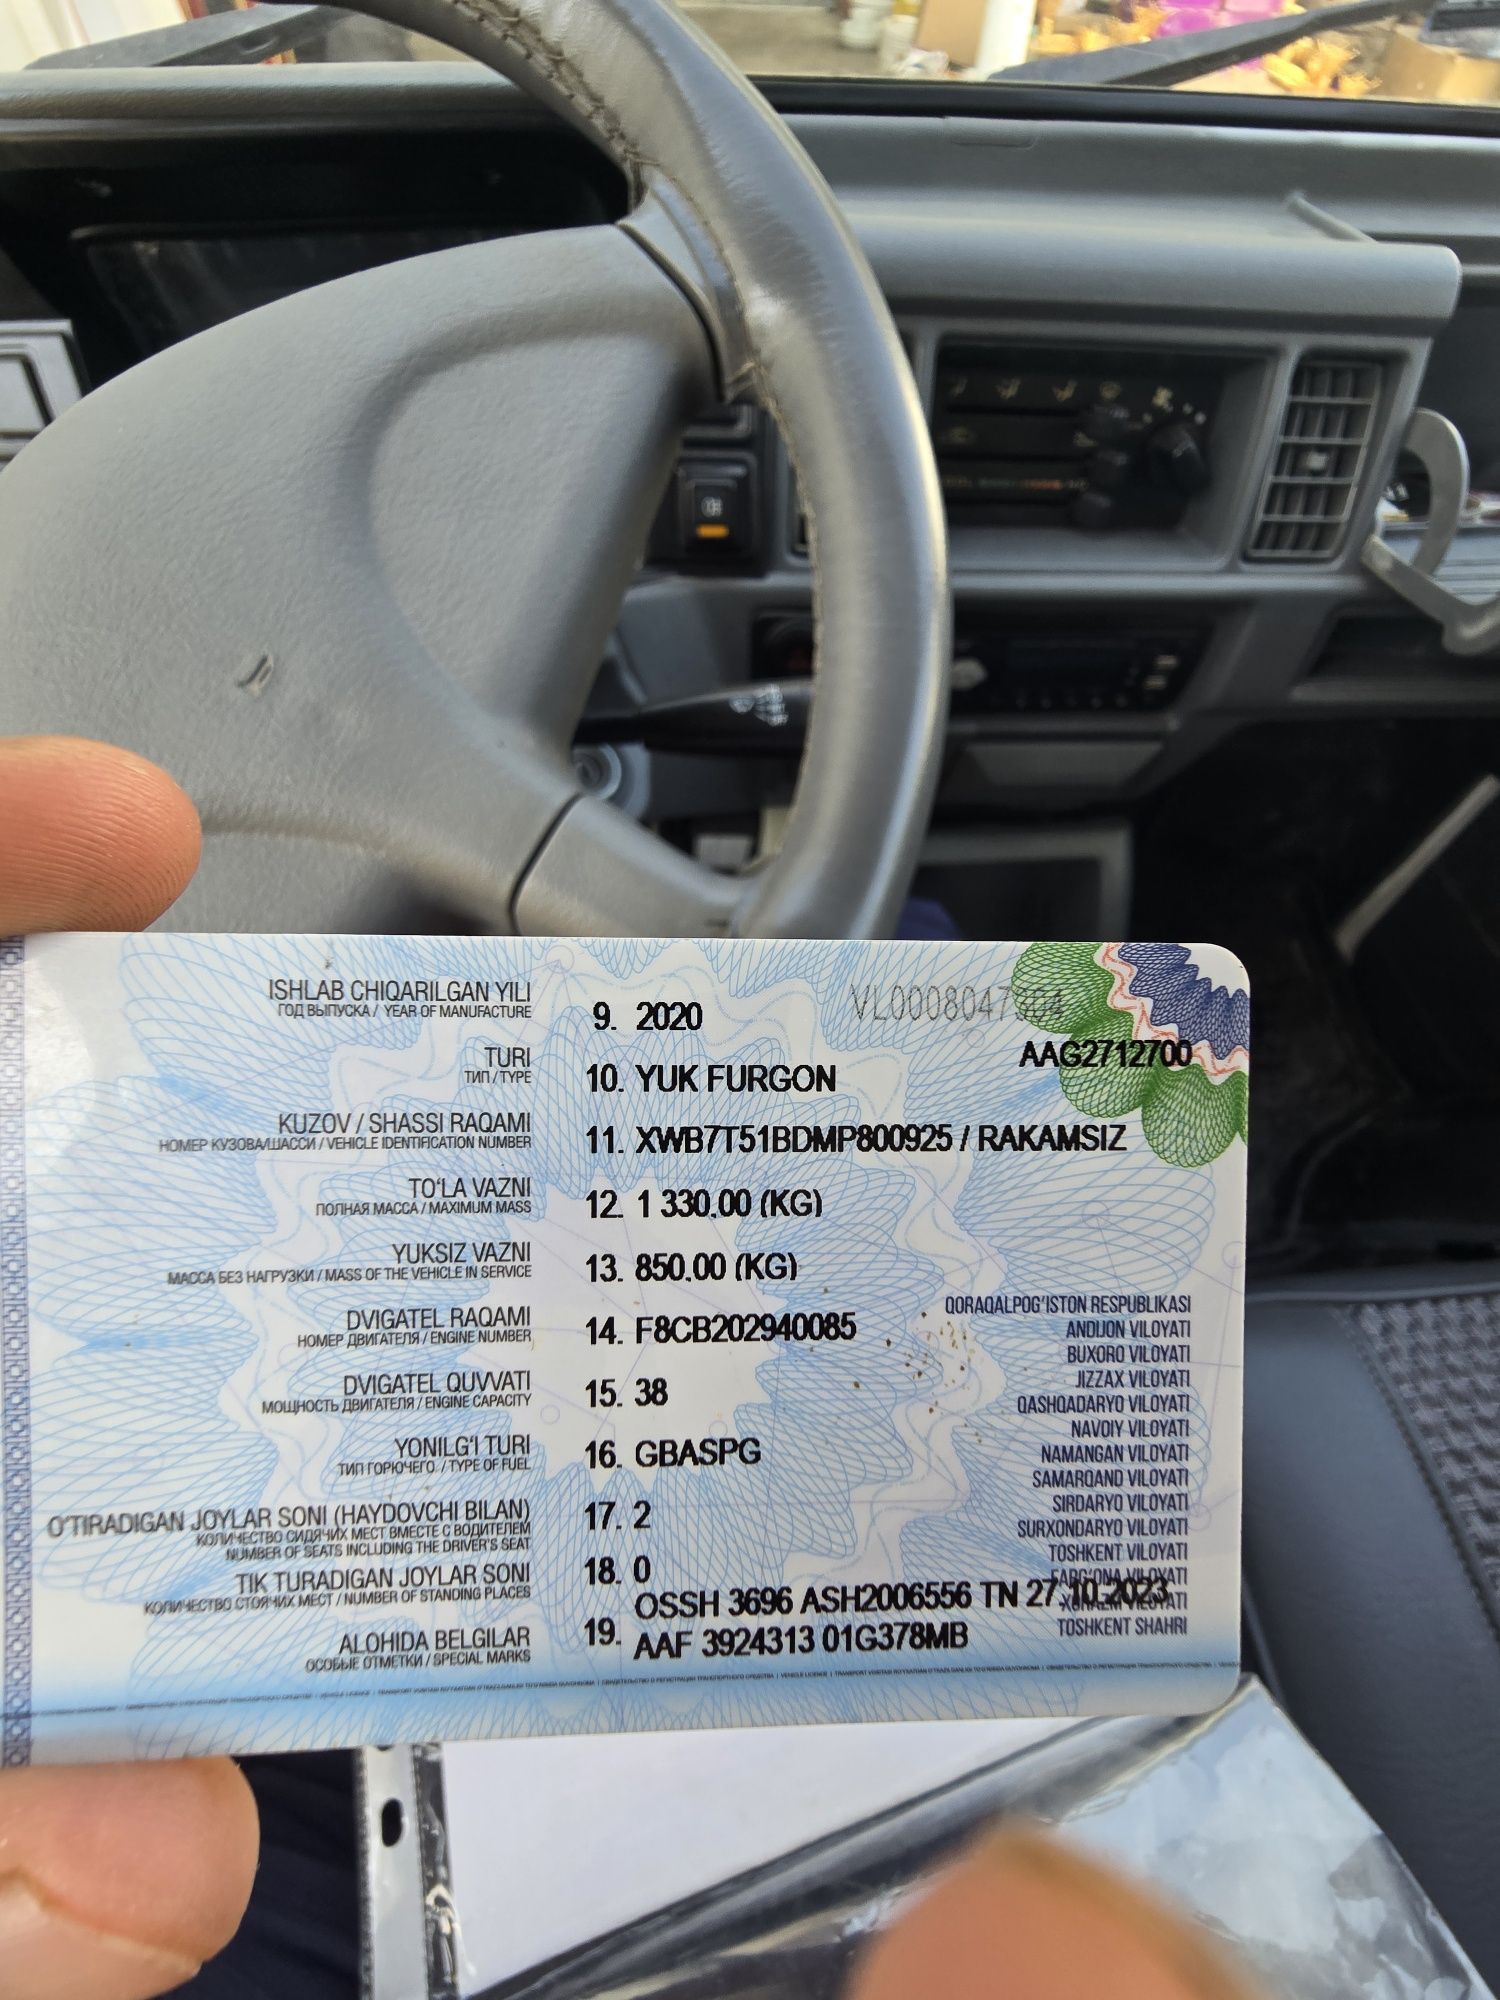 ISHLAB CHIQARILGAN YILI
ГОД ВЫПУСКА / YEAR OF MANUFACTURE
9. 2020
VL0008047304
AAG2712700
TURI
ТИП / TYPE
10. YUK FURGON
KUZOV / SHASSI RAQAMI
НОМЕР КУЗОВА/ШАССИ / VEHICLE IDENTIFICATION NUMBER
11. XWB7T51BDMP800925 / RAKAMSIZ
TO‘LA VAZNI
ПОЛНАЯ МАССА / MAXIMUM MASS
12. 1 330.00 (KG)
YUKSIZ VAZNI
МАССА БЕЗ НАГРУЗКИ / MASS OF THE VEHICLE IN SERVICE
13. 850.00 (KG)
DVIGATEL RAQAMI
НОМЕР ДВИГАТЕЛЯ / ENGINE NUMBER
14. F8CB202940085
DVIGATEL QUVVATI
МОЩНОСТЬ ДВИГАТЕЛЯ / ENGINE CAPACITY
15. 38
YONILG‘I TURI
ТИП ГОРЮЧЕГО / TYPE OF FUEL
16. GBASPG
O‘TIRADIGAN JOYLAR SONI (HAYDOVCHI BILAN)
КОЛИЧЕСТВО СИДЯЧИХ МЕСТ ВМЕСТЕ С ВОДИТЕЛЕМ
NUMBER OF SEATS INCLUDING THE DRIVER'S SEAT
17. 2
TIK TURADIGAN JOYLAR SONI
КОЛИЧЕСТВО СТОЯЧИХ МЕСТ / NUMBER OF STANDING PLACES
18. 0
ALOHIDA BELGILAR
ОСОБЫЕ ОТМЕТКИ / SPECIAL MARKS
19. OSSH 3696 ASH2006556 TN 27.10.2023
AAF 3924313 01G378MB
QORAQALPOG‘ISTON RESPUBLIKASI
ANDIJON VILOYATI
BUXORO VILOYATI
JIZZAX VILOYATI
QASHQADARYO VILOYATI
NAVOIY VILOYATI
NAMANGAN VILOYATI
SAMARQAND VILOYATI
SIRDARYO VILOYATI
SURXONDARYO VILOYATI
TOSHKENT VILOYATI
FARG‘ONA VILOYATI
XORAZM VILOYATI
TOSHKENT SHAHRI